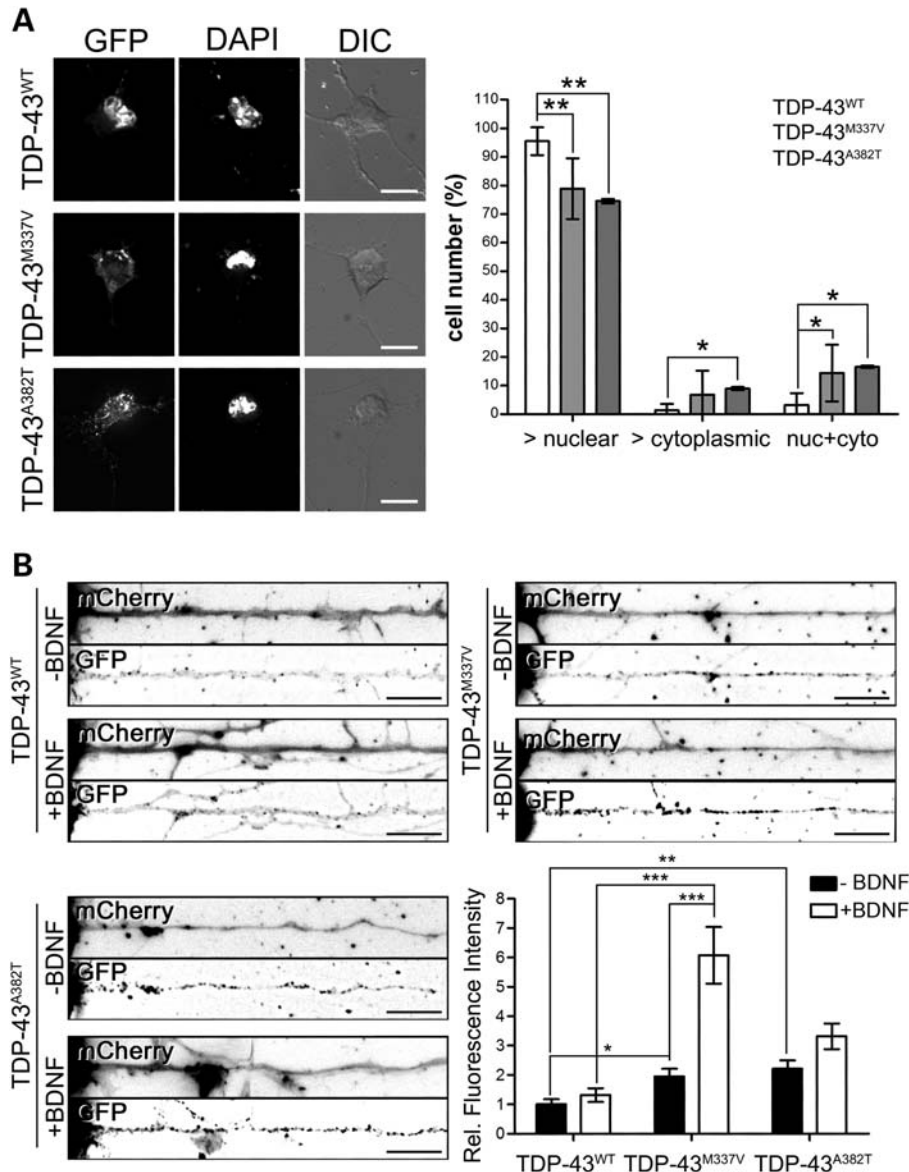 A
GFP DAPI DIC
TDP-43WT
TDP-43M337V
TDP-43A382T
cell number (%)
110
100
90
80
70
60
50
40
30
20
10
0
** **
*
* *
> nuclear > cytoplasmic nuc+cyto
TDP-43WT
TDP-43M337V
TDP-43A382T
B
TDP-43WT
-BDNF
mCherry
GFP
+BDNF
mCherry
GFP
TDP-43M337V
-BDNF
mCherry
GFP
+BDNF
mCherry
GFP
TDP-43A382T
-BDNF
mCherry
GFP
+BDNF
mCherry
GFP
Rel. Fluorescence Intensity
8
7
6
5
4
3
2
1
0
**
***
***
*
- BDNF
+BDNF
TDP-43WT TDP-43M337V TDP-43A382T